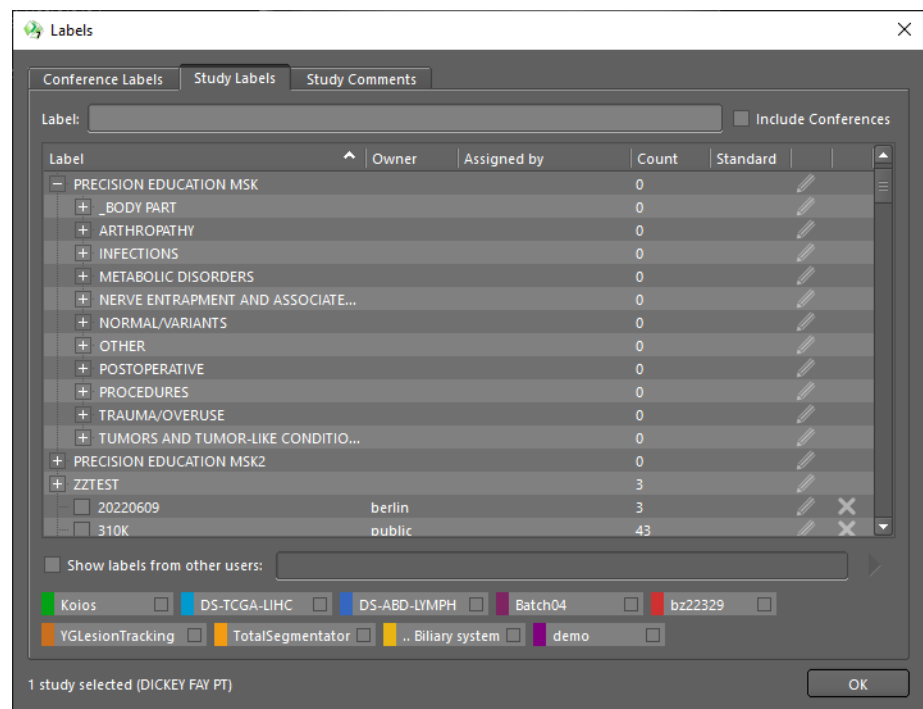 Labels
Conference Labels Study Labels Study Comments
Label: Include Conferences
Label Owner Assigned by Count Standard
PRECISION EDUCATION MSK 0
_BODY PART 0
ARTHROPATHY 0
INFECTIONS 0
METABOLIC DISORDERS 0
NERVE ENTRAPMENT AND ASSOCIATE... 0
NORMAL/VARIANTS 0
OTHER 0
POSTOPERATIVE 0
PROCEDURES 0
TRAUMA/OVERUSE 0
TUMORS AND TUMOR-LIKE CONDITIO... 0
PRECISION EDUCATION MSK2 0
ZZTEST 3
20220609 berlin 3
310K public 43
Show labels from other users:
Koios DS-TCGA-LIHC DS-ABD-LYMPH Batch04 bz22329
YGLesionTracking TotalSegmentator .. Biliary system demo
1 study selected (DICKEY FAY PT) OK